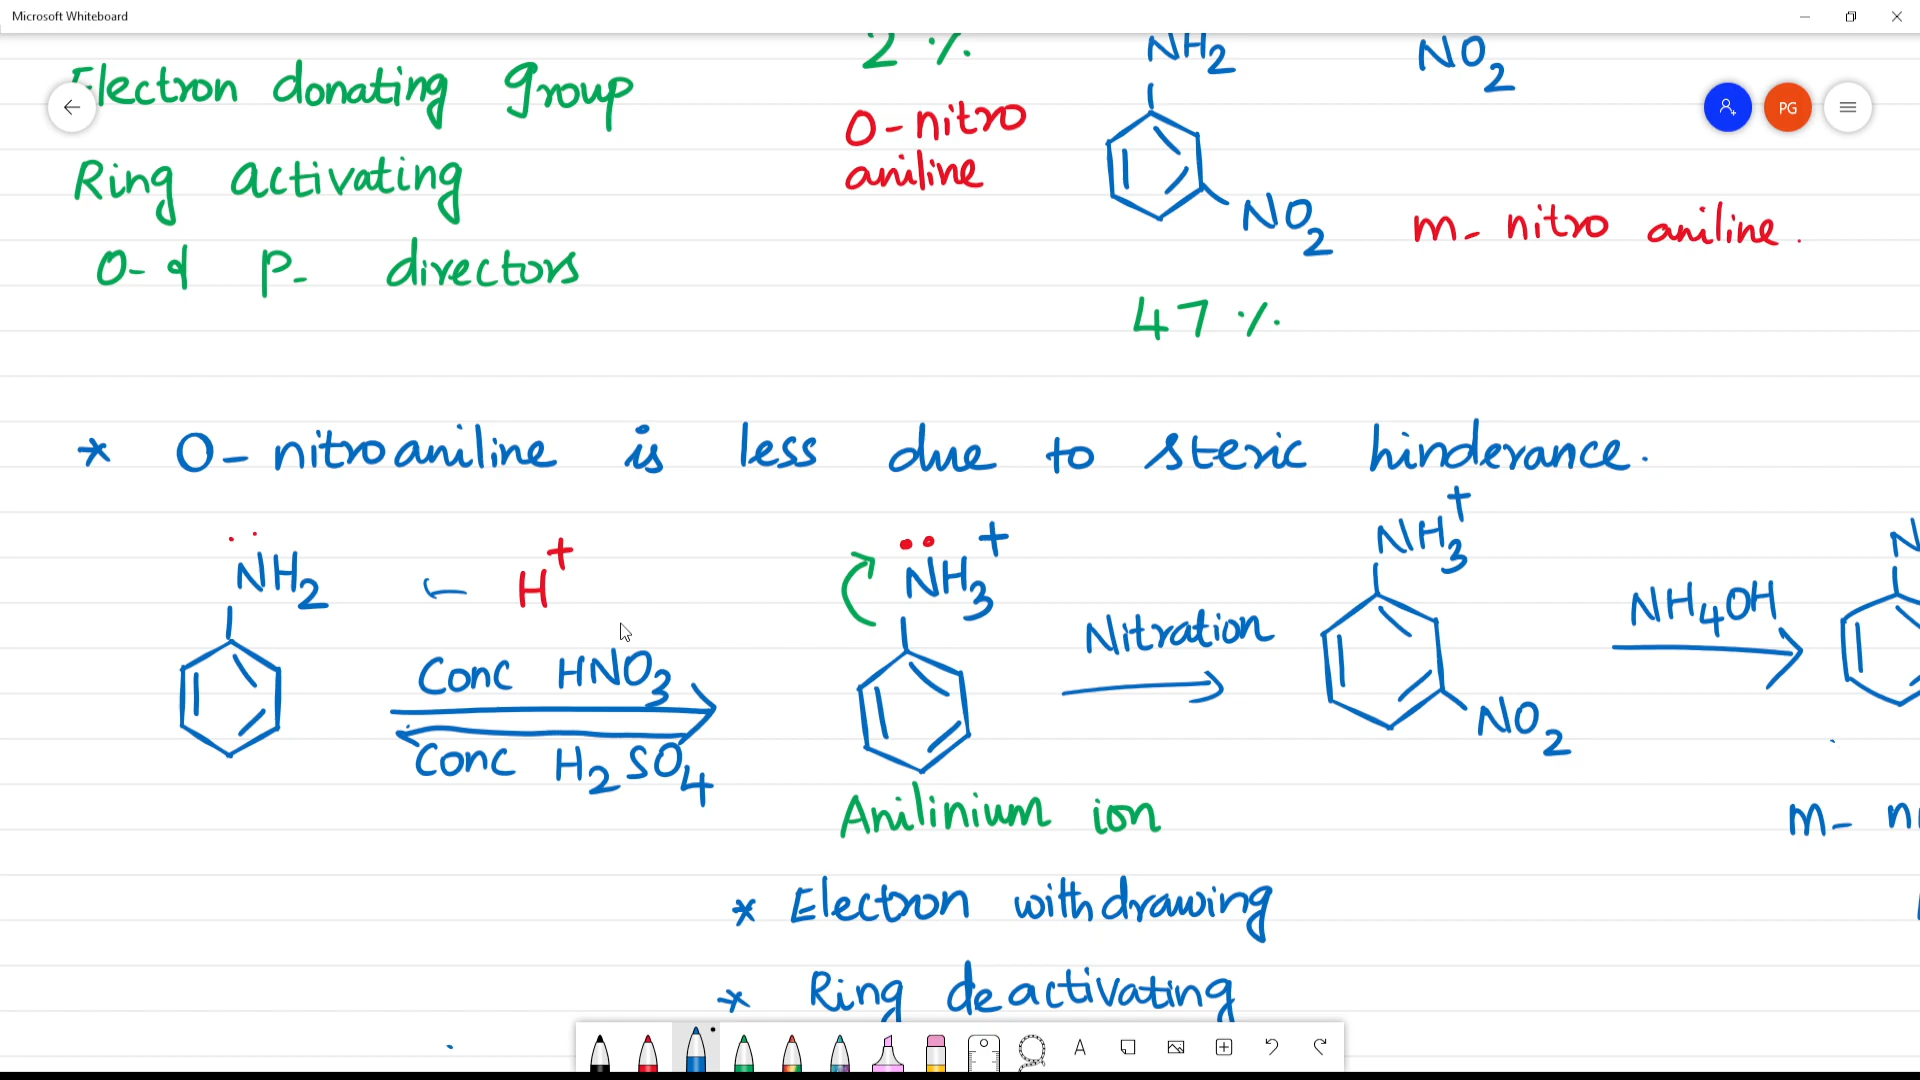 Microsoft Whiteboard
2 %
NH2
NO2
Electron donating group
PG
O-nitro
aniline
Ring activating
NO2
m- nitro aniline.
O- & p- directors
47 %
* O- nitroaniline is less due to steric hinderance.
NH2
H+
NH3+
NH3+
N
Nitration
NH4OH
Conc HNO3
NO2
Conc H2SO4
Anilinium ion
m- n
* Electron withdrawing
* Ring deactivating
A